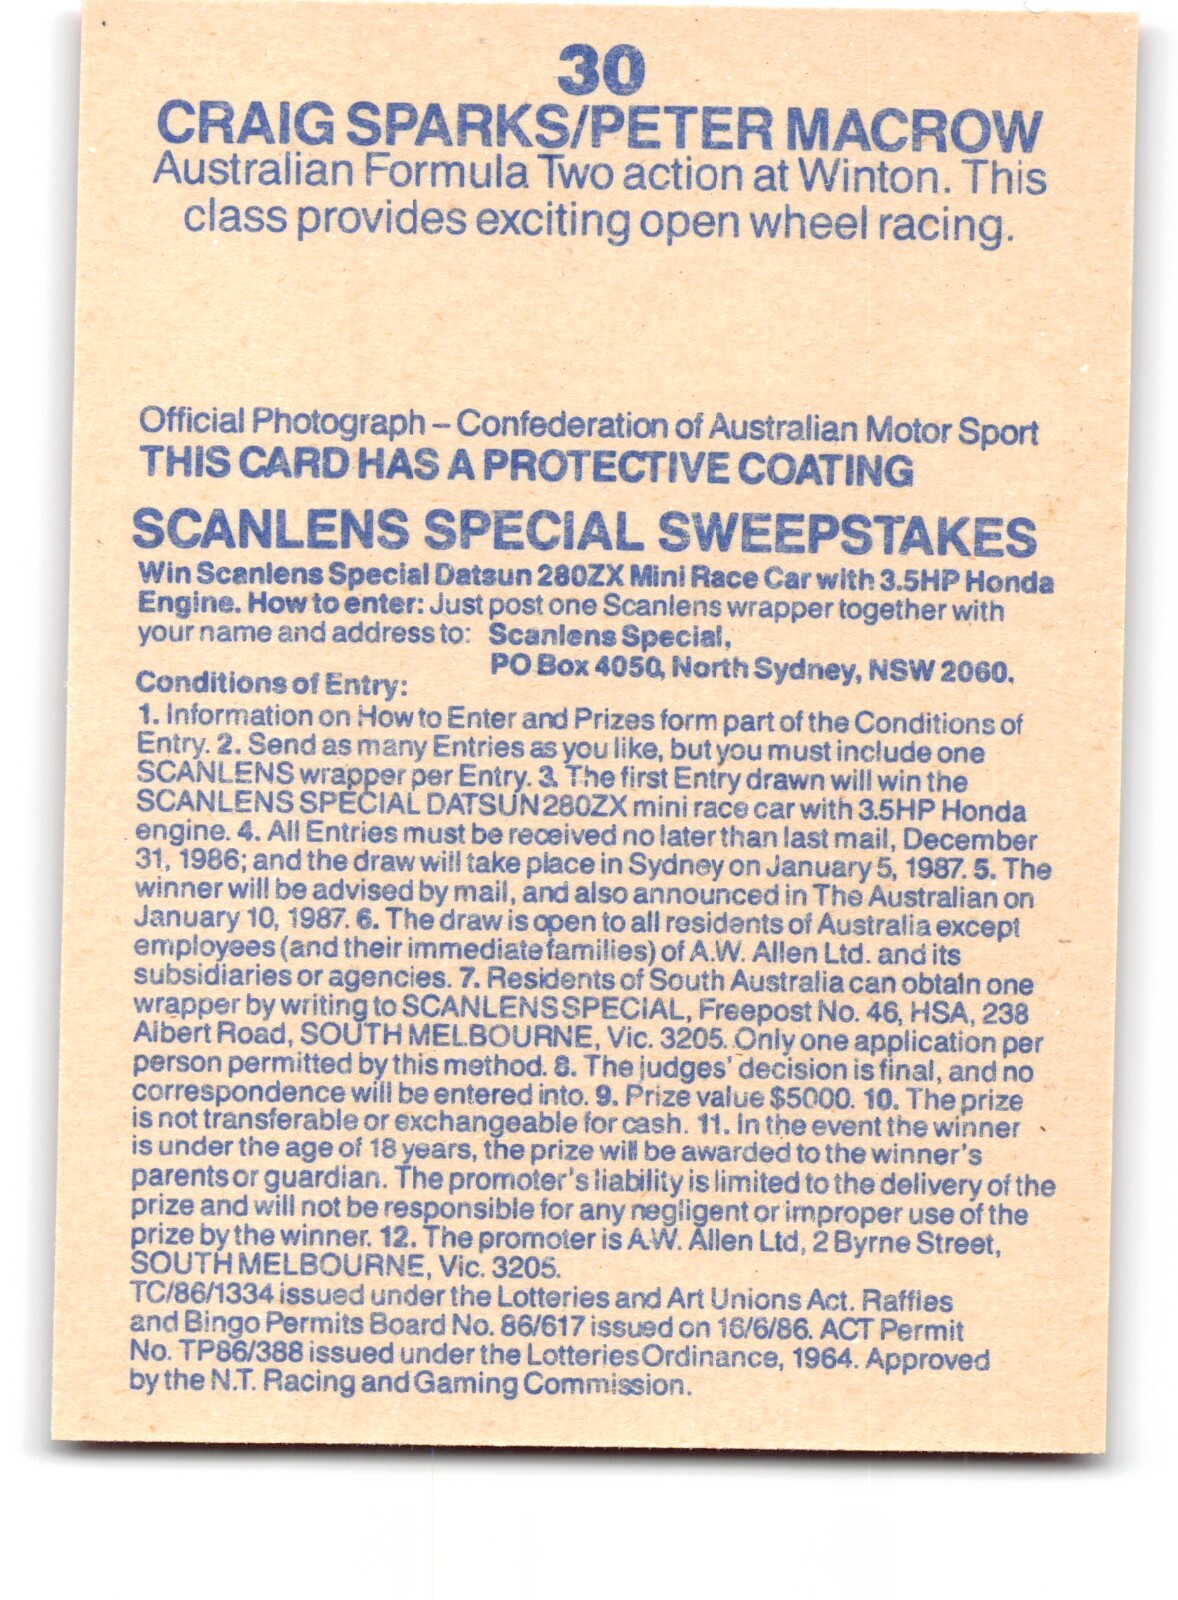 30
CRAIG SPARKS/PETER MACROW
Australian Formula Two action at Winton. This
class provides exciting open wheel racing.
Official Photograph – Confederation of Australian Motor Sport
THIS CARD HAS A PROTECTIVE COATING
SCANLENS SPECIAL SWEEPSTAKES
Win Scanlens Special Datsun 280ZX Mini Race Car with 3.5HP Honda
Engine. How to enter: Just post one Scanlens wrapper together with
your name and address to: Scanlens Special,
PO Box 4050, North Sydney, NSW 2060.
Conditions of Entry:
1. Information on How to Enter and Prizes form part of the Conditions of
Entry. 2. Send as many Entries as you like, but you must include one
SCANLENS wrapper per Entry. 3. The first Entry drawn will win the
SCANLENS SPECIAL DATSUN 280ZX mini race car with 3.5HP Honda
engine. 4. All Entries must be received no later than last mail, December
31, 1986; and the draw will take place in Sydney on January 5, 1987. 5. The
winner will be advised by mail, and also announced in The Australian on
January 10, 1987. 6. The draw is open to all residents of Australia except
employees (and their immediate families) of A.W. Allen Ltd. and its
subsidiaries or agencies. 7. Residents of South Australia can obtain one
wrapper by writing to SCANLENS SPECIAL, Freepost No. 46, HSA, 238
Albert Road, SOUTH MELBOURNE, Vic. 3205. Only one application per
person permitted by this method. 8. The judges' decision is final, and no
correspondence will be entered into. 9. Prize value $5000. 10. The prize
is not transferable or exchangeable for cash. 11. In the event the winner
is under the age of 18 years, the prize will be awarded to the winner's
parents or guardian. The promoter's liability is limited to the delivery of the
prize and will not be responsible for any negligent or improper use of the
prize by the winner. 12. The promoter is A.W. Allen Ltd, 2 Byrne Street,
SOUTH MELBOURNE, Vic. 3205.
TC/86/1334 issued under the Lotteries and Art Unions Act. Raffles
and Bingo Permits Board No. 86/617 issued on 16/6/86. ACT Permit
No. TP86/388 issued under the Lotteries Ordinance, 1964. Approved
by the N.T. Racing and Gaming Commission.